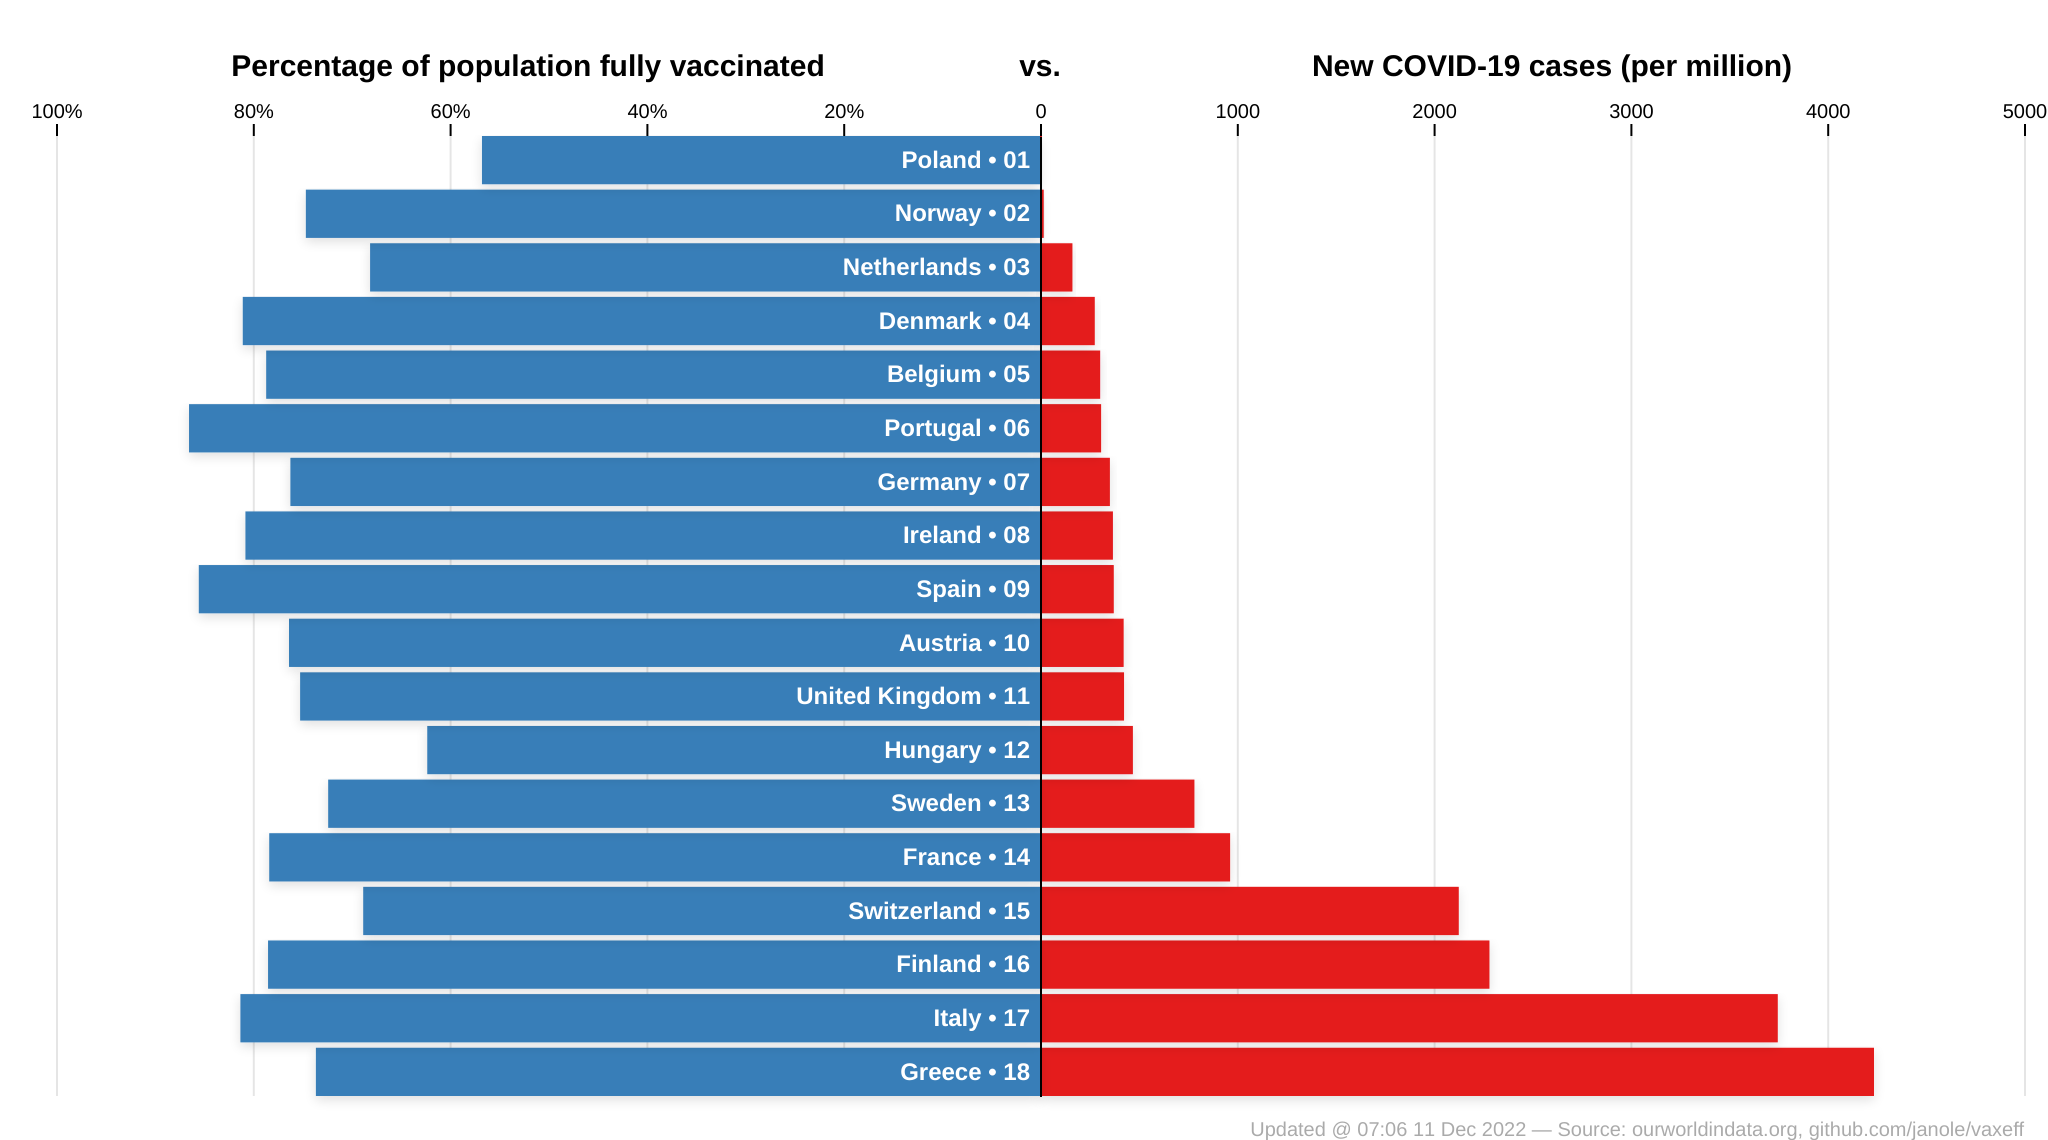 Percentage of population fully vaccinated vs. New COVID-19 cases (per million)
100% 80% 60% 40% 20% 0 1000 2000 3000 4000 5000
Poland • 01
Norway • 02
Netherlands • 03
Denmark • 04
Belgium • 05
Portugal • 06
Germany • 07
Ireland • 08
Spain • 09
Austria • 10
United Kingdom • 11
Hungary • 12
Sweden • 13
France • 14
Switzerland • 15
Finland • 16
Italy • 17
Greece • 18
Updated @ 07:06 11 Dec 2022 — Source: ourworldindata.org, github.com/janole/vaxeff